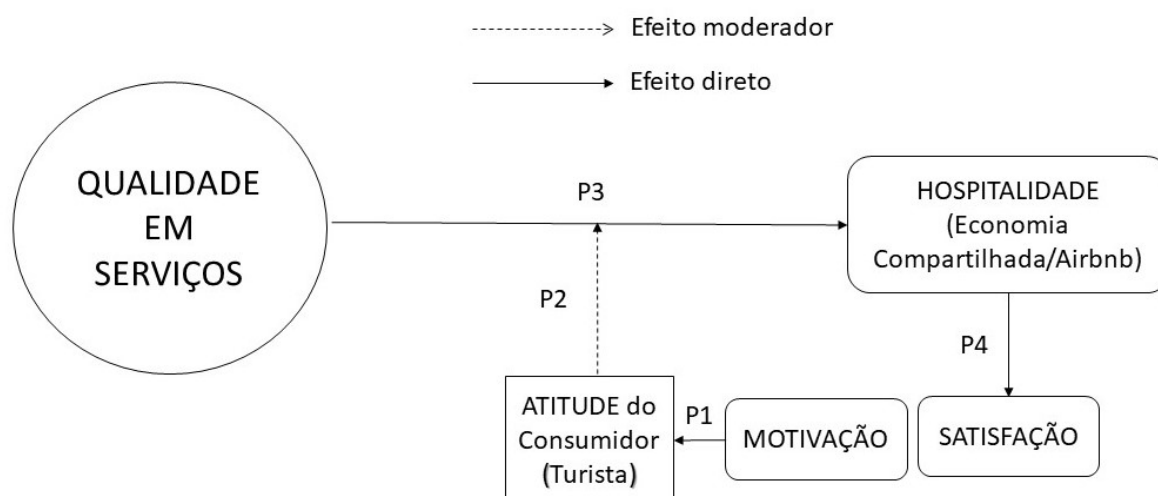 Efeito moderador
Efeito direto
QUALIDADE
EM
SERVIÇOS
P3
HOSPITALIDADE
(Economia
Compartilhada/Airbnb)
P2
P4
ATITUDE do
Consumidor
(Turista)
P1
MOTIVAÇÃO
SATISFAÇÃO